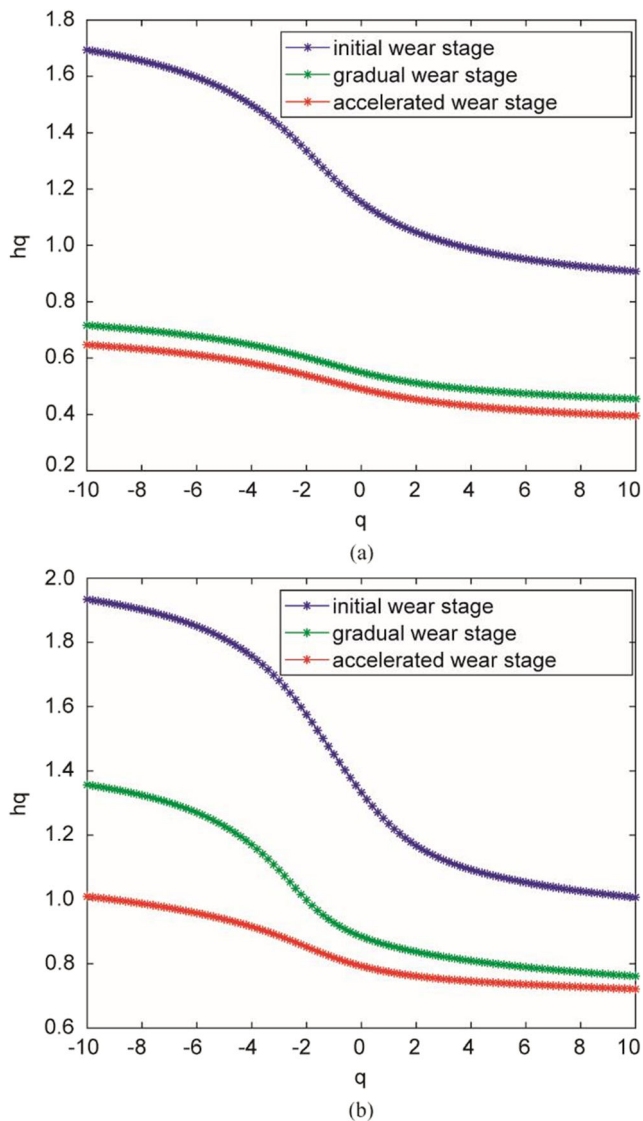 1.8
1.6
1.4
1.2
1.0
0.8
0.6
0.4
0.2
hq
initial wear stage
gradual wear stage
accelerated wear stage
-10 -8 -6 -4 -2 0 2 4 6 8 10
q
(a)
2.0
1.8
1.6
1.4
1.2
1.0
0.8
0.6
hq
initial wear stage
gradual wear stage
accelerated wear stage
-10 -8 -6 -4 -2 0 2 4 6 8 10
q
(b)